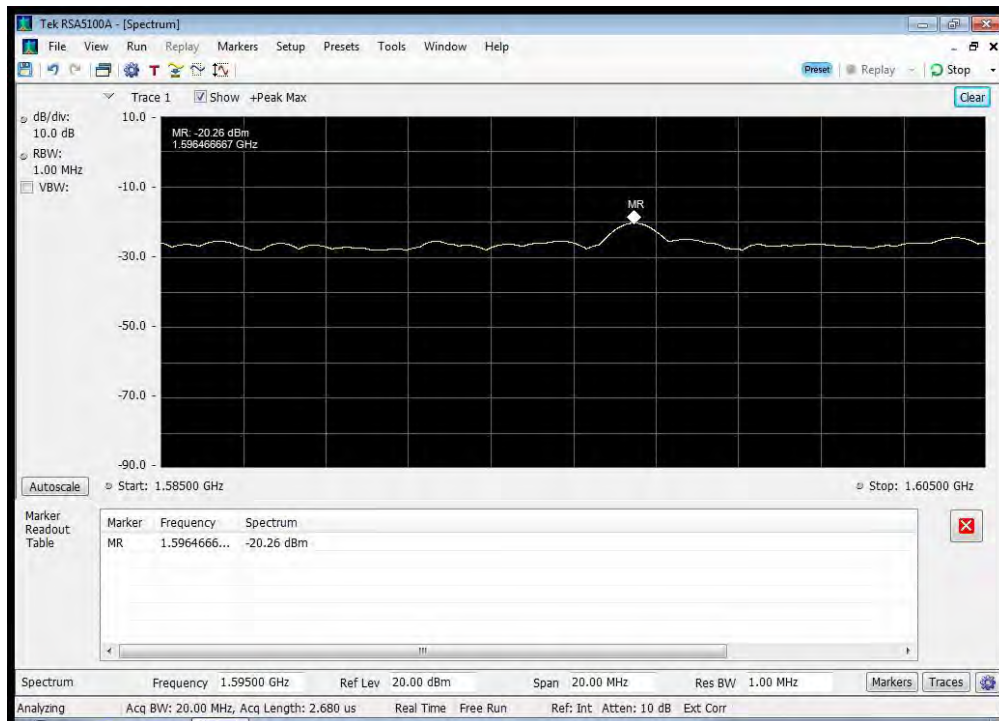 Tek RSA5100A - [Spectrum]
File View Run Replay Markers Setup Presets Tools Window Help
Preset Replay Stop
Trace 1 Show +Peak Max Clear
dB/div:
10.0 dB
RBW:
1.00 MHz
VBW:
10.0
-10.0
-30.0
-50.0
-70.0
-90.0
MR: -20.26 dBm
1.596466667 GHz
MR
Autoscale Start: 1.58500 GHz Stop: 1.60500 GHz
Marker
Readout
Table
Marker Frequency Spectrum
MR 1.5964666... -20.26 dBm
Spectrum Frequency 1.59500 GHz Ref Lev 20.00 dBm Span 20.00 MHz Res BW 1.00 MHz Markers Traces
Analyzing Acq BW: 20.00 MHz, Acq Length: 2.680 us Real Time Free Run Ref: Int Atten: 10 dB Ext Corr